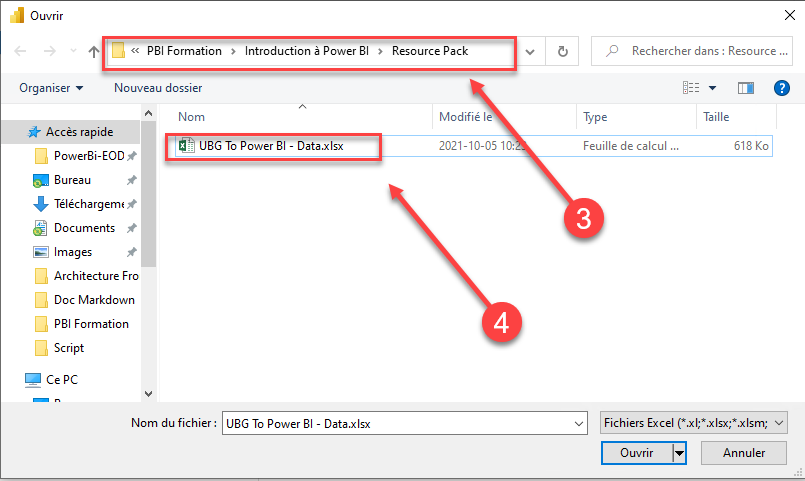 Ouvrir
« PBI Formation > Introduction à Power BI > Resource Pack
Rechercher dans : Resource ...
Organiser
Nouveau dossier
Nom
Modifié le
Type
Taille
Accès rapide
UBG To Power BI - Data.xlsx
2021-10-05 10:
Feuille de calcul ...
618 Ko
PowerBi-EOD
Bureau
Téléchargeme
Documents
Images
Architecture Fro
Doc Markdown
PBI Formation
Script
Ce PC
3
4
Nom du fichier :
UBG To Power BI - Data.xlsx
Fichiers Excel (*.xl;*.xlsx;*.xlsm;
Ouvrir
Annuler